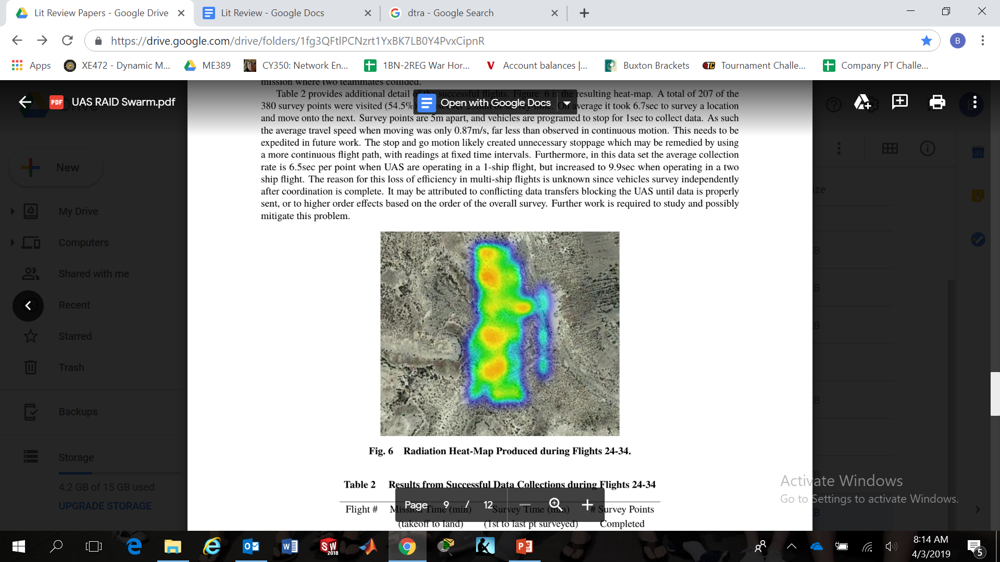 Lit Review Papers - Google Drive
Lit Review - Google Docs
dtra - Google Search
https://drive.google.com/drive/folders/1fg3QFtlPCNzrt1YxBK7LB0Y4PvxCipnR
B
Apps
XE472 - Dynamic M...
ME389
CY350: Network En...
1BN-2REG War Hor...
Account balances |...
Buxton Brackets
Tournament Challe...
Company PT Challe...
PDF UAS RAID Swarm.pdf
Open with Google Docs
New
My Drive
Computers
Shared with me
Recent
Starred
Trash
Backups
Storage
4.2 GB of 15 GB used
UPGRADE STORAGE
mission where two teammates collided.
Table 2 provides additional detail of the successful flights. Figure 6 is the resulting heat-map. A total of 207 of the
380 survey points were visited (54.5%) average it took 6.7sec to survey a location
and move onto the next. Survey points are 5m apart, and vehicles are programed to stop for 1sec to collect data. As such
the average travel speed when moving was only 0.87m/s, far less than observed in continuous motion. This needs to be
expedited in future work. The stop and go motion likely created unnecessary stoppage which may be remedied by using
a more continuous flight path, with readings at fixed time intervals. Furthermore, in this data set the average collection
rate is 6.5sec per point when UAS are operating in a 1-ship flight, but increased to 9.9sec when operating in a two
ship flight. The reason for this loss of efficiency in multi-ship flights is unknown since vehicles survey independently
after coordination is complete. It may be attributed to conflicting data transfers blocking the UAS until data is properly
sent, or to higher order effects based on the order of the overall survey. Further work is required to study and possibly
mitigate this problem.
Fig. 6 Radiation Heat-Map Produced during Flights 24-34.
Table 2 Results from Successful Data Collections during Flights 24-34
Flight # Mission Time (min) Survey Time (min) # Survey Points
(takeoff to land) (1st to last pt surveyed) Completed
Page 9 / 12
31
Activate Windows
Go to Settings to activate Windows.
SW
2018
8:14 AM
4/3/2019
5